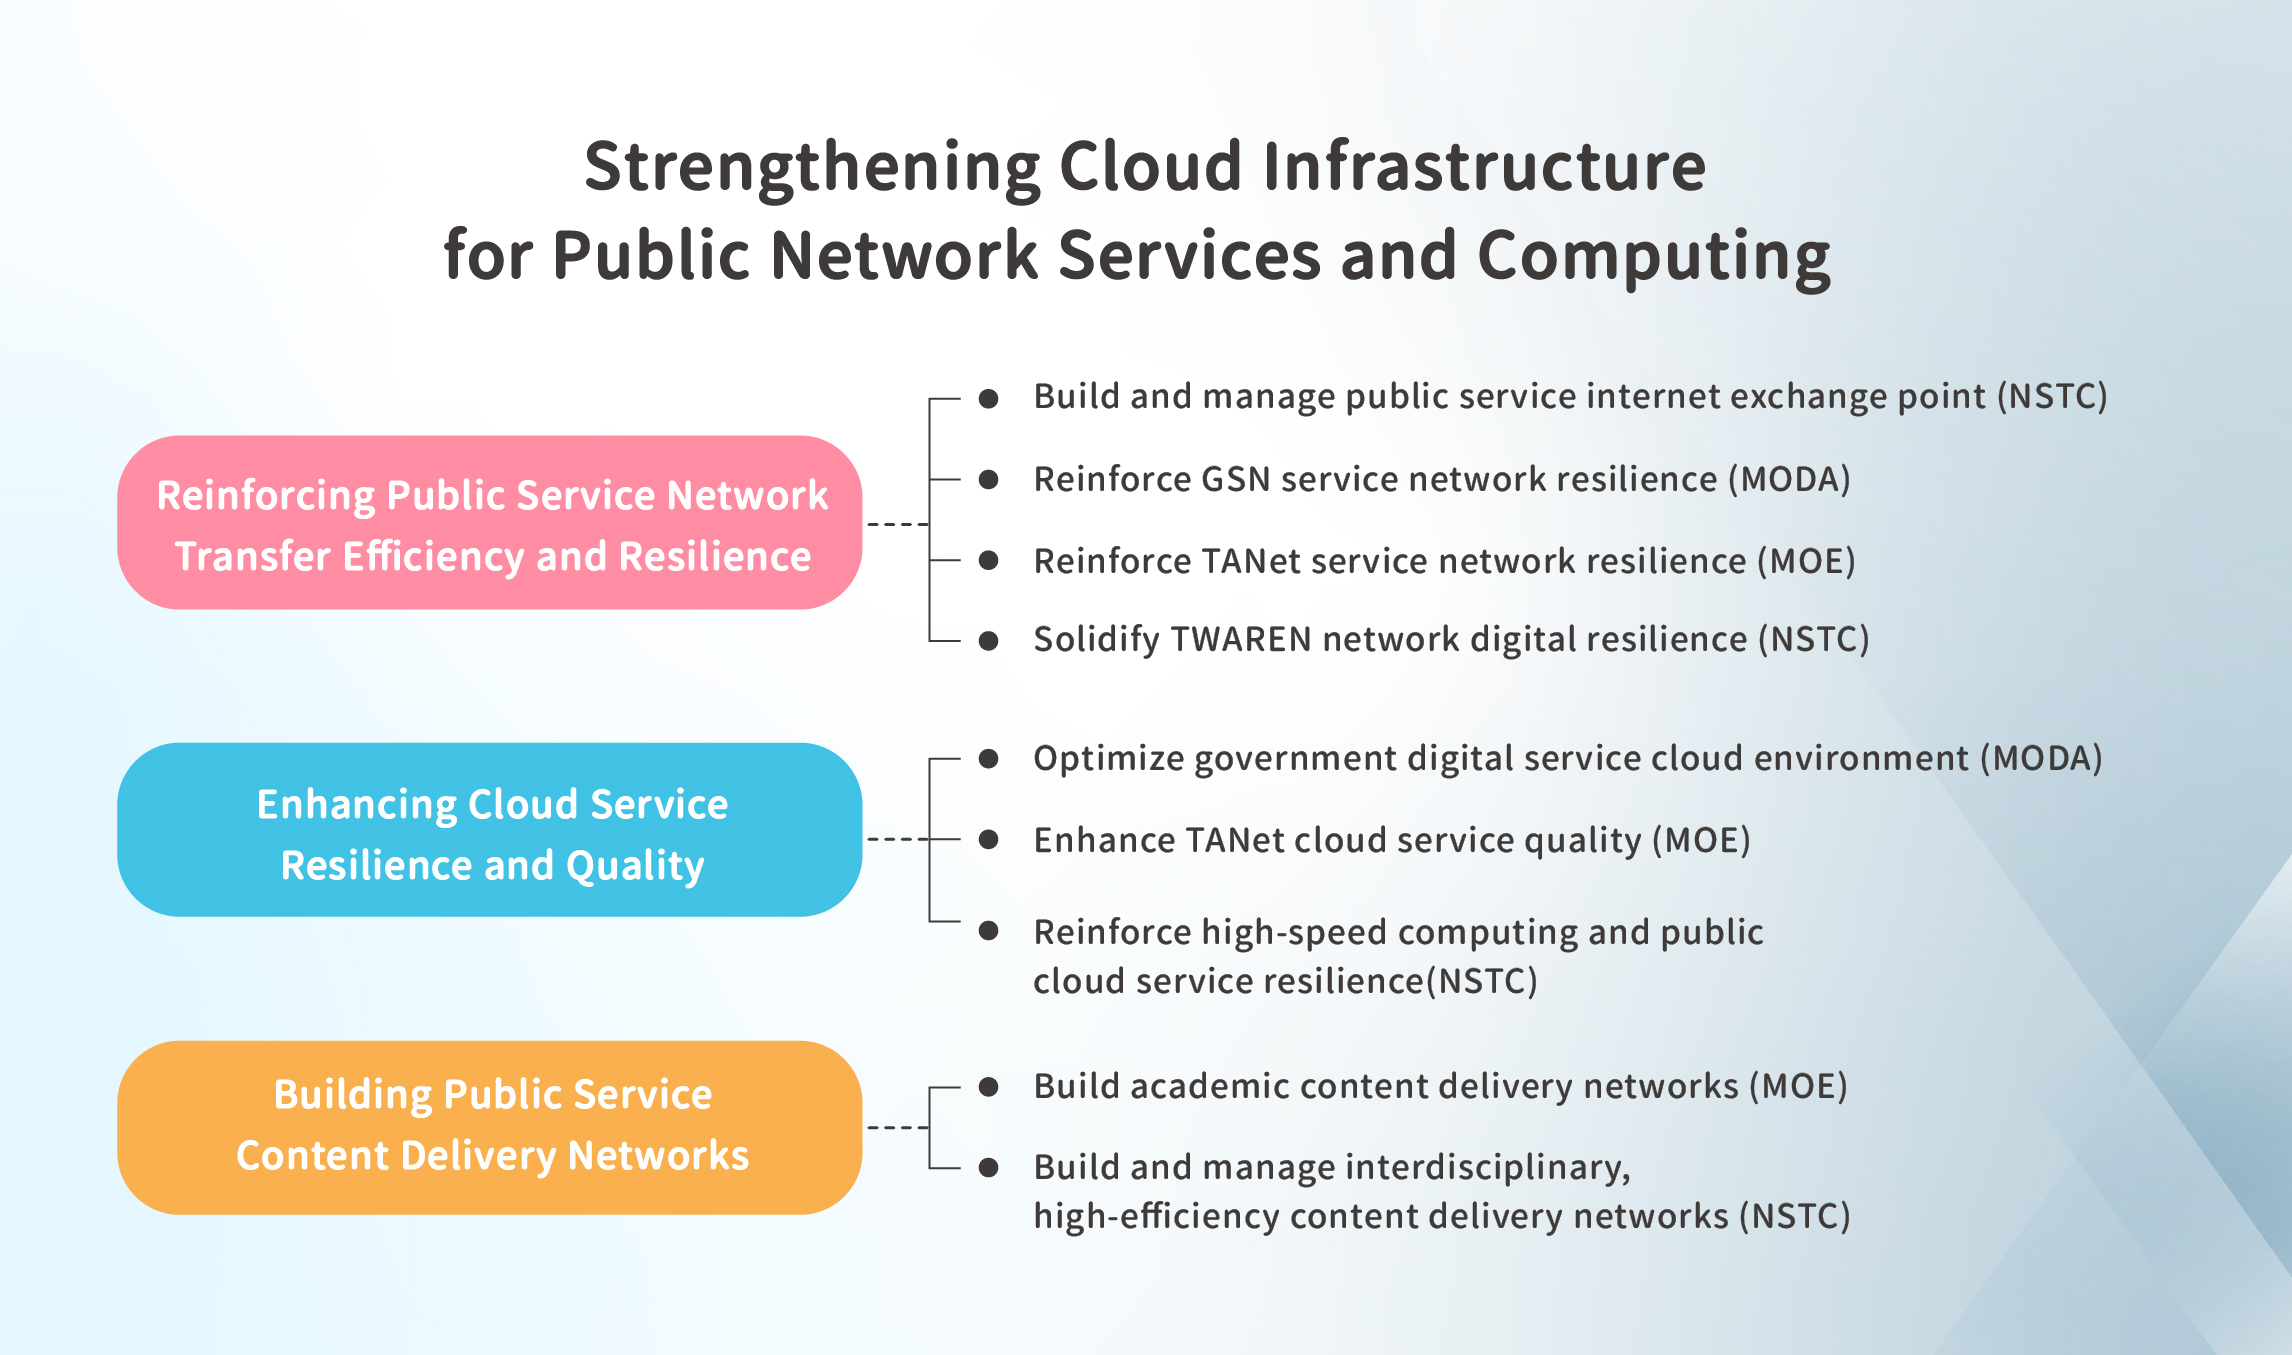 Strengthening Cloud Infrastructure
for Public Network Services and Computing
Reinforcing Public Service Network
Transfer Efficiency and Resilience
Build and manage public service internet exchange point (NSTC)
Reinforce GSN service network resilience (MODA)
Reinforce TANet service network resilience (MOE)
Solidify TWAREN network digital resilience (NSTC)
Enhancing Cloud Service
Resilience and Quality
Optimize government digital service cloud environment (MODA)
Enhance TANet cloud service quality (MOE)
Reinforce high-speed computing and public
cloud service resilience(NSTC)
Building Public Service
Content Delivery Networks
Build academic content delivery networks (MOE)
Build and manage interdisciplinary,
high-efficiency content delivery networks (NSTC)